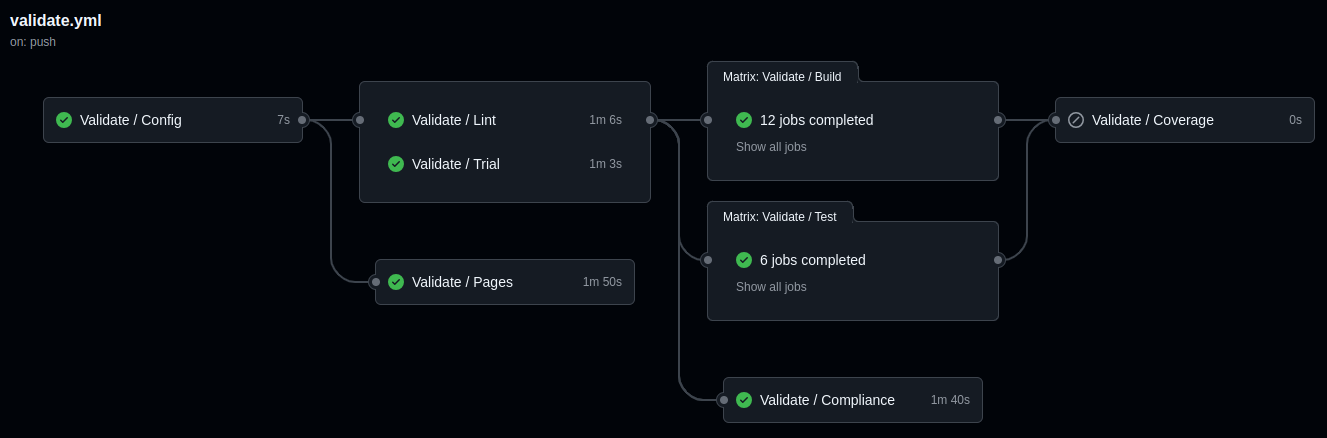 validate.yml
on: push
Validate / Config 7s
Validate / Lint 1m 6s
Validate / Trial 1m 3s
Validate / Pages 1m 50s
Matrix: Validate / Build
12 jobs completed
Show all jobs
Matrix: Validate / Test
6 jobs completed
Show all jobs
Validate / Compliance 1m 40s
Validate / Coverage 0s